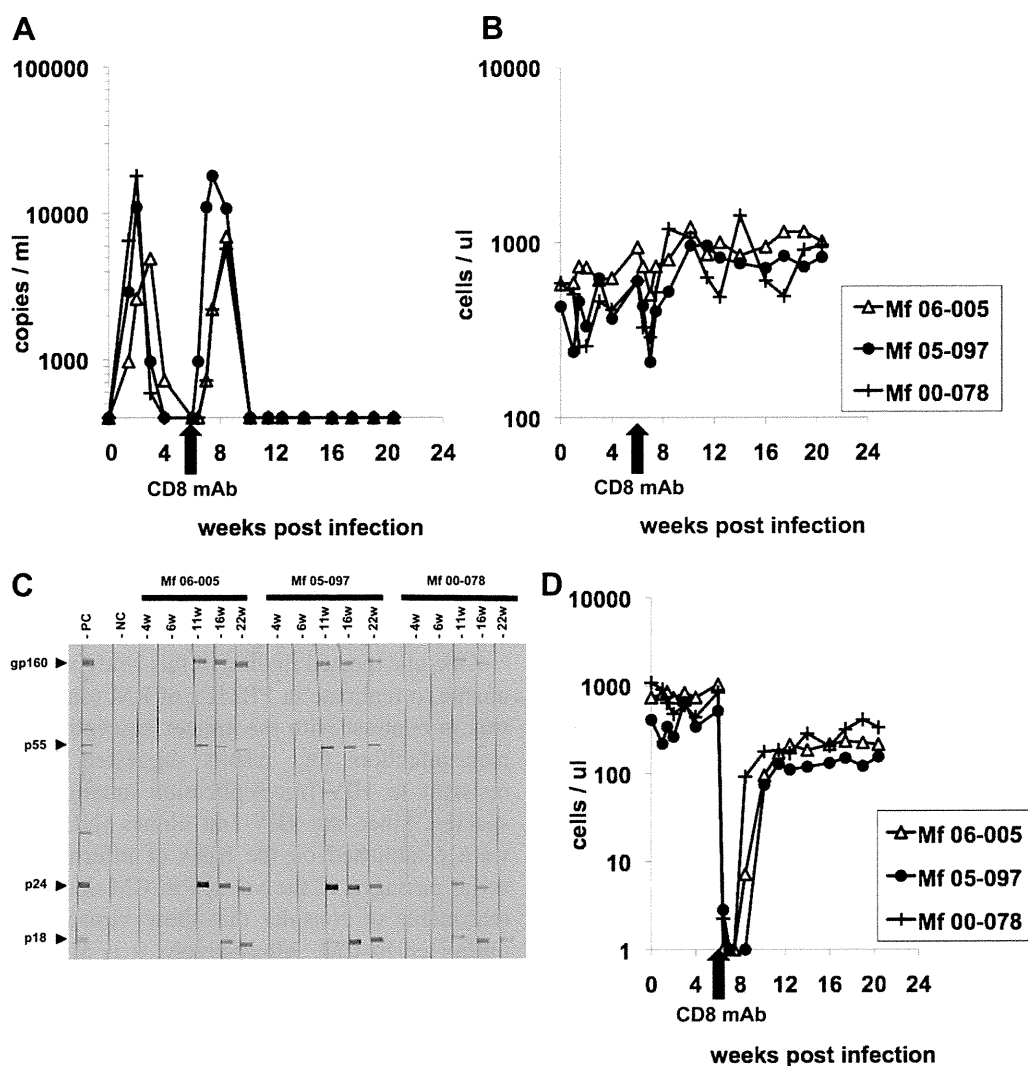 A
100000
10000
1000
copies / ml
0 4 8 12 16 20 24
CD8 mAb
weeks post infection
B
10000
1000
100
cells / ul
Mf 06-005
Mf 05-097
Mf 00-078
0 4 8 12 16 20 24
CD8 mAb
weeks post infection
C
Mf 06-005 Mf 05-097 Mf 00-078
- PC - NC - 4w - 6w - 11w - 16w - 22w - 4w - 6w - 11w - 16w - 22w - 4w - 6w - 11w - 16w - 22w
gp160
p55
p24
p18
D
10000
1000
100
10
1
cells / ul
Mf 06-005
Mf 05-097
Mf 00-078
0 4 8 12 16 20 24
CD8 mAb
weeks post infection